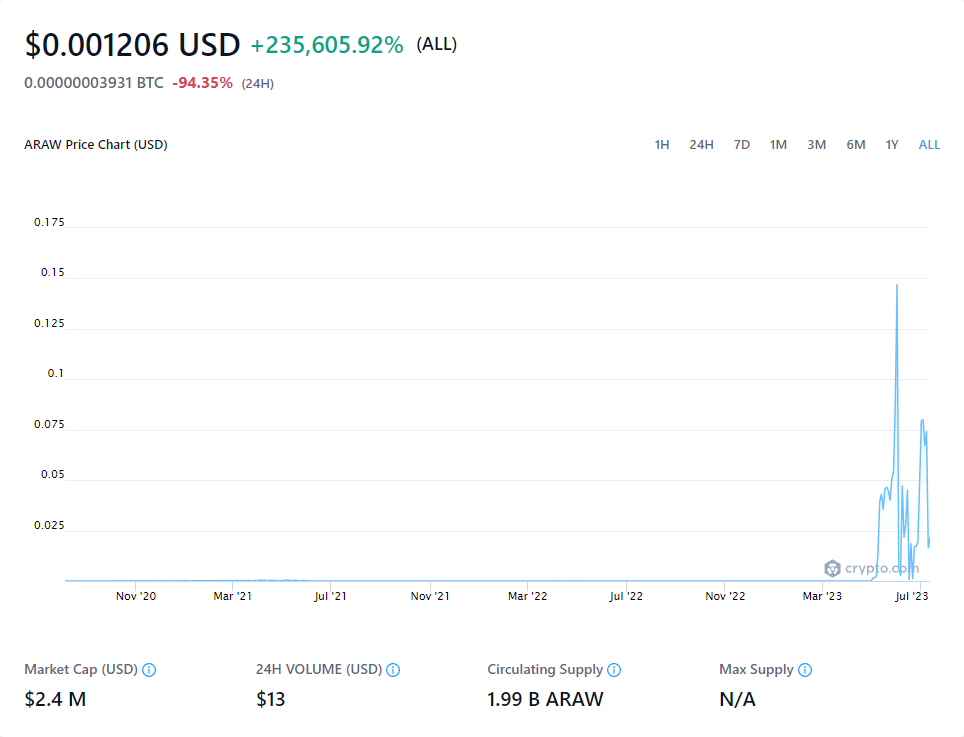 $0.001206 USD +235,605.92% (ALL)
0.00000003931 BTC -94.35% (24H)
ARAW Price Chart (USD) 1H 24H 7D 1M 3M 6M 1Y ALL
0.175
0.15
0.125
0.1
0.075
0.05
0.025
crypto.com
Nov '20 Mar '21 Jul '21 Nov '21 Mar '22 Jul '22 Nov '22 Mar '23 Jul '23
Market Cap (USD) 24H VOLUME (USD) Circulating Supply Max Supply
$2.4 M $13 1.99 B ARAW N/A